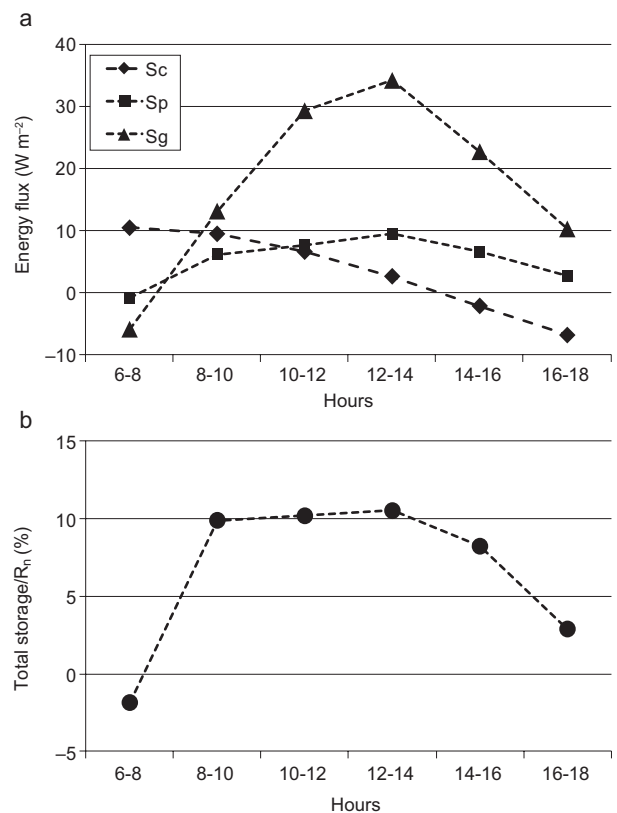 a
40
30
20
10
0
–10
Energy flux (W m⁻²)
Sc
Sp
Sg
6-8 8-10 10-12 12-14 14-16 16-18
Hours
b
15
10
5
0
–5
Total storage/Rₙ (%)
6-8 8-10 10-12 12-14 14-16 16-18
Hours